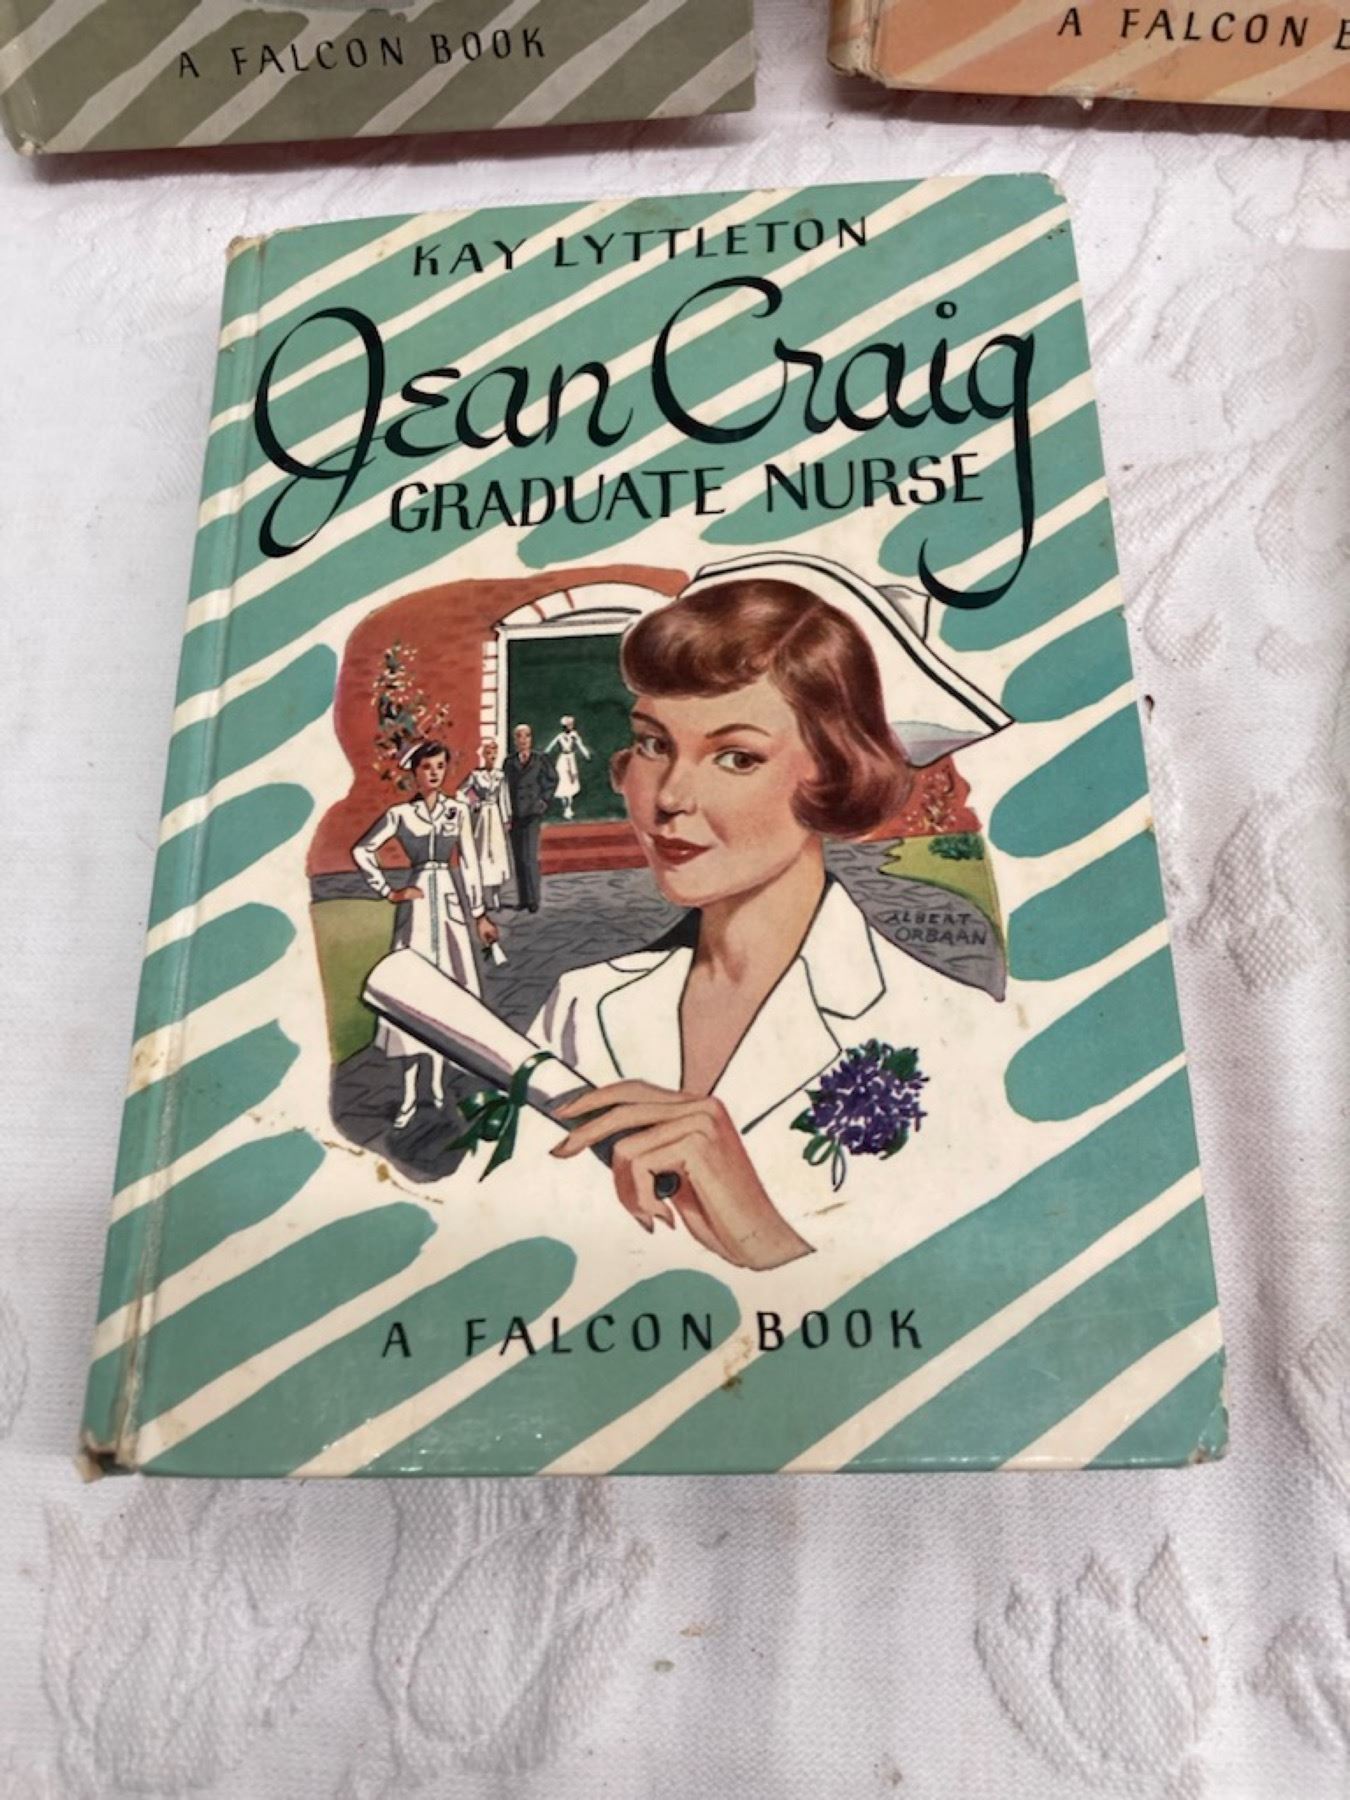 A FALCON BOOK
A FALCON
KAY LYTTLETON
Jean Craig
GRADUATE NURSE
ALBERT
ORBAAN
A FALCON BOOK